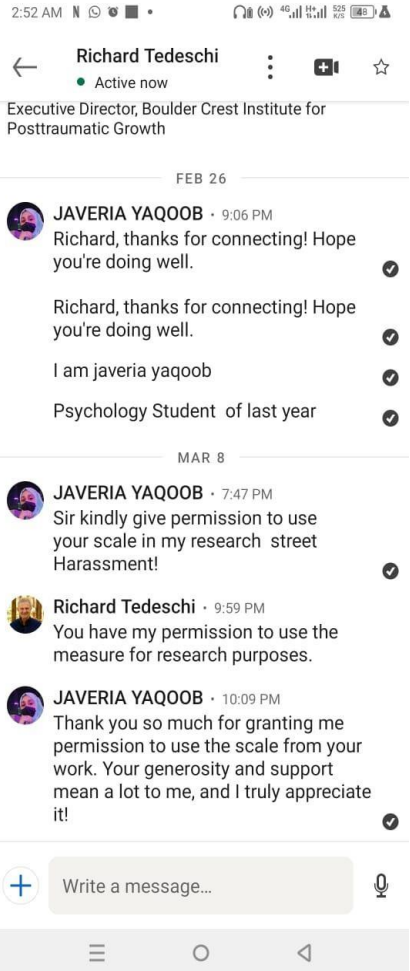 2:52 AM
4G
H+
525
K/S
48
Richard Tedeschi
Active now
Executive Director, Boulder Crest Institute for
Posttraumatic Growth
FEB 26
JAVERIA YAQOOB • 9:06 PM
Richard, thanks for connecting! Hope
you're doing well.
Richard, thanks for connecting! Hope
you're doing well.
I am javeria yaqoob
Psychology Student of last year
MAR 8
JAVERIA YAQOOB • 7:47 PM
Sir kindly give permission to use
your scale in my research street
Harassment!
Richard Tedeschi • 9:59 PM
You have my permission to use the
measure for research purposes.
JAVERIA YAQOOB • 10:09 PM
Thank you so much for granting me
permission to use the scale from your
work. Your generosity and support
mean a lot to me, and I truly appreciate
it!
Write a message…